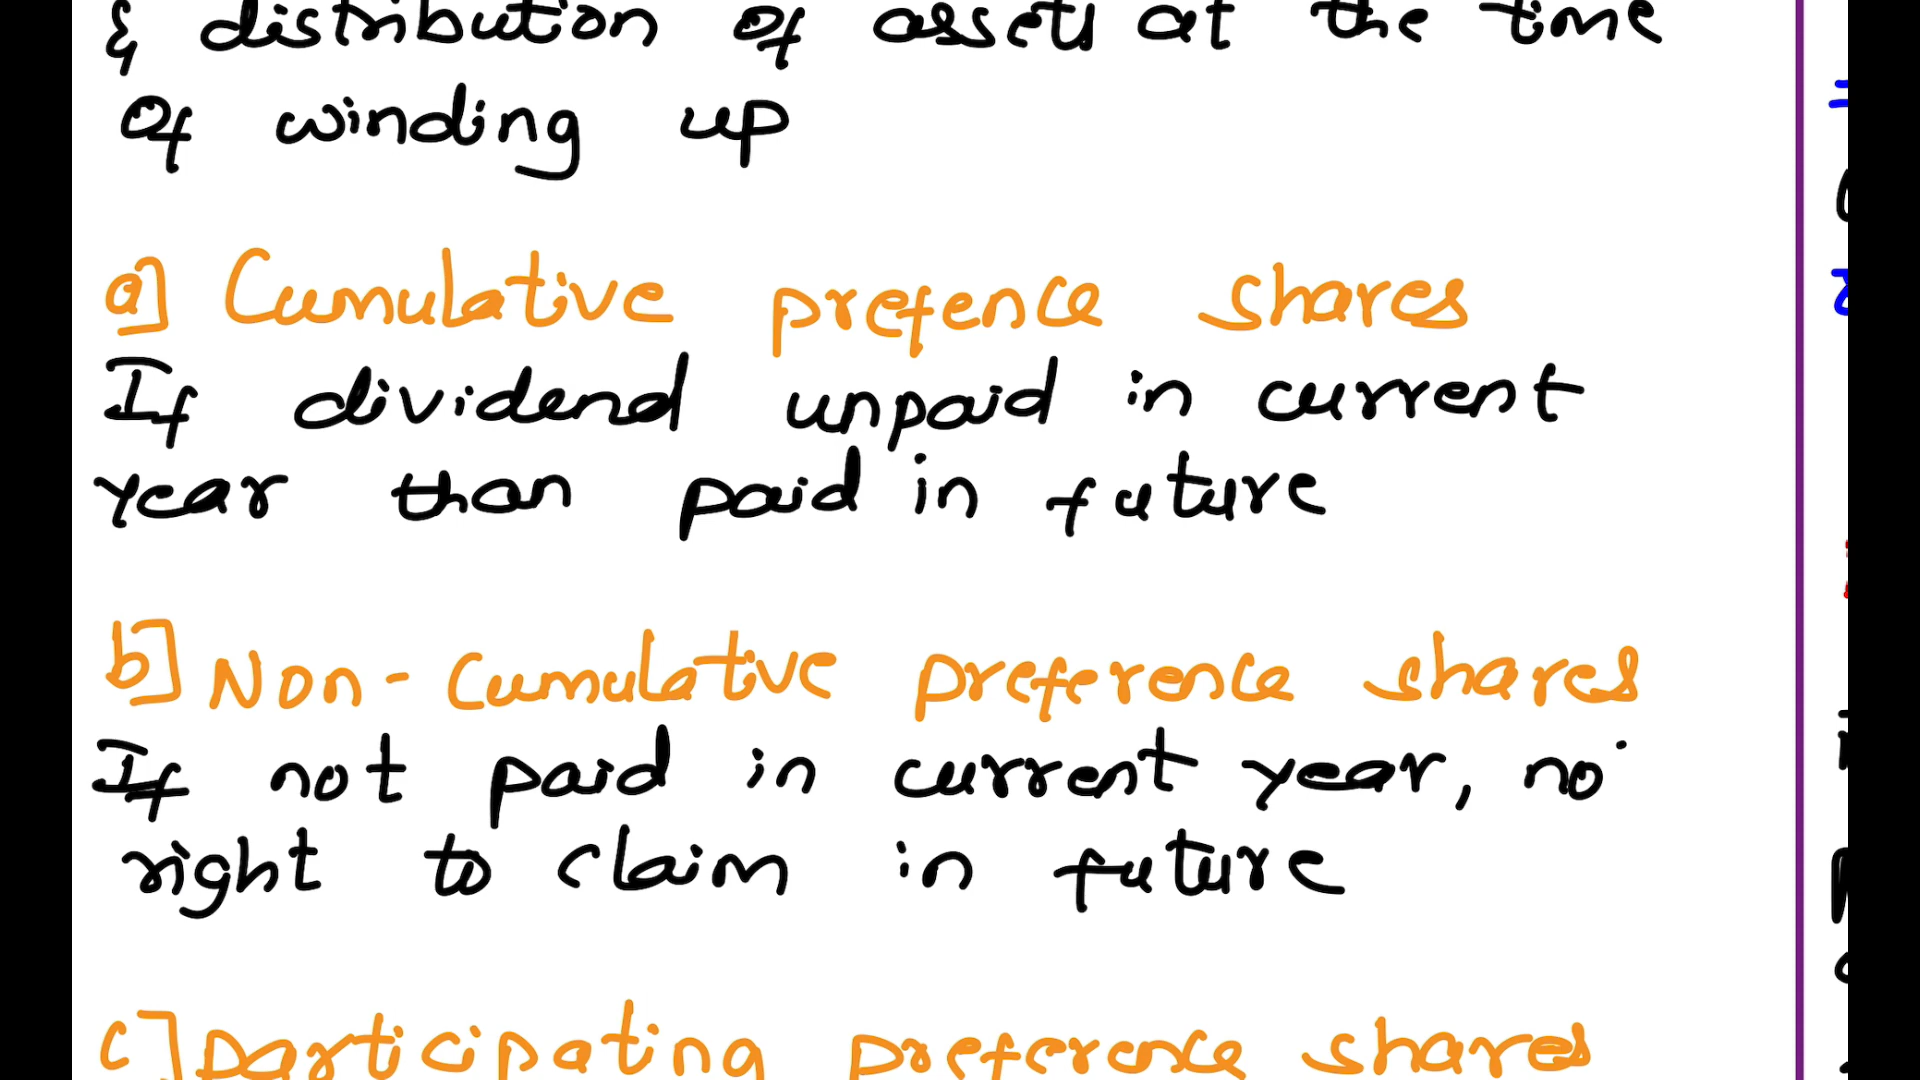 & distribution of assets at the time
of winding up
a] Cumulative prefence shares
If dividend unpaid in current
year than paid in future
b] Non-Cumulatve preference shares
If not paid in current year, no
right to claim in future
c] participating preference shares